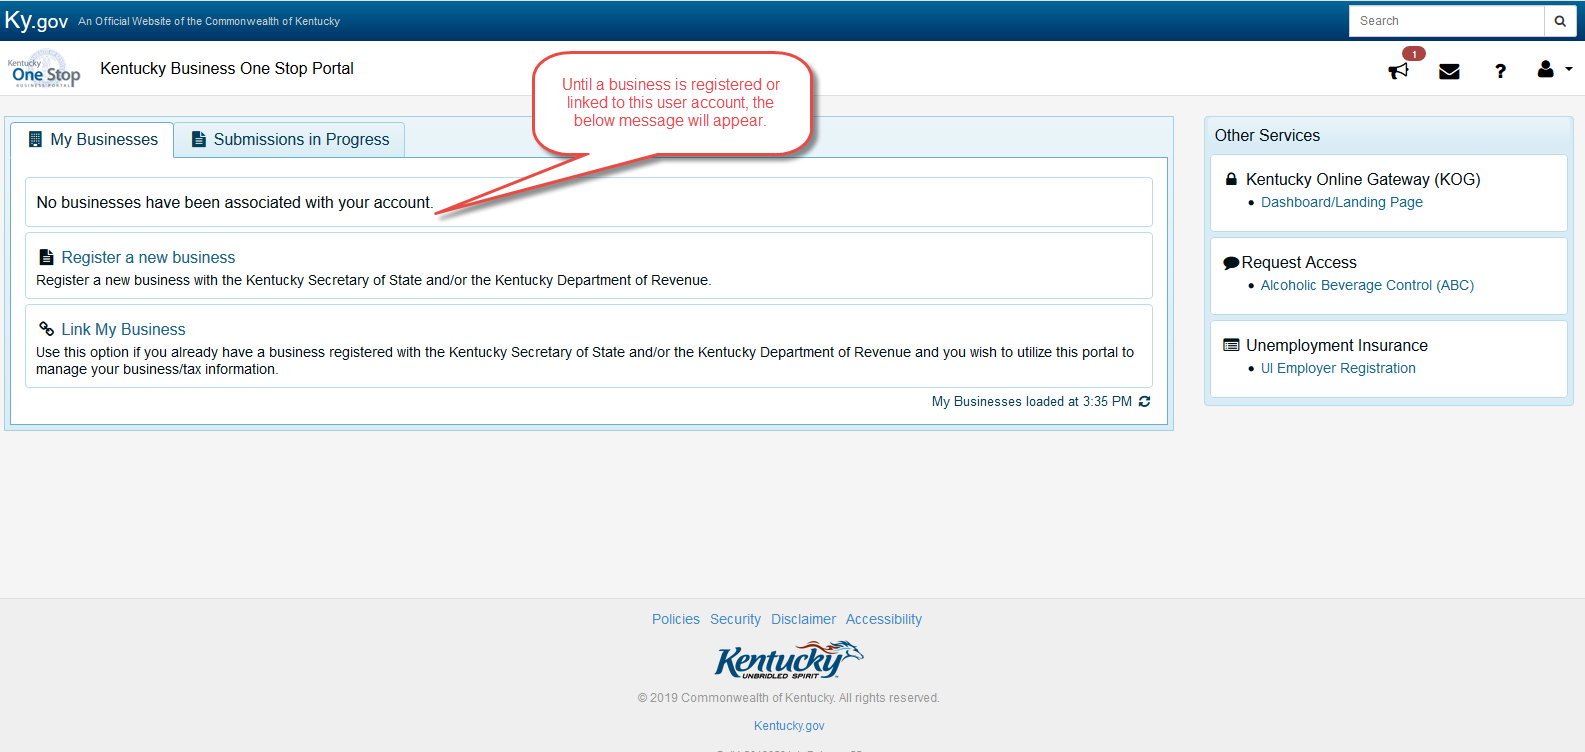 Ky.gov An Official Website of the Commonwealth of Kentucky
Search
Kentucky
One Stop
BUSINESS PORTAL
Kentucky Business One Stop Portal
1
Until a business is registered or
linked to this user account, the
below message will appear.
My Businesses
Submissions in Progress
No businesses have been associated with your account.
Register a new business
Register a new business with the Kentucky Secretary of State and/or the Kentucky Department of Revenue.
Link My Business
Use this option if you already have a business registered with the Kentucky Secretary of State and/or the Kentucky Department of Revenue and you wish to utilize this portal to
manage your business/tax information.
My Businesses loaded at 3:35 PM
Other Services
Kentucky Online Gateway (KOG)
Dashboard/Landing Page
Request Access
Alcoholic Beverage Control (ABC)
Unemployment Insurance
UI Employer Registration
Policies Security Disclaimer Accessibility
Kentucky
UNBRIDLED SPIRIT
© 2019 Commonwealth of Kentucky. All rights reserved.
Kentucky.gov